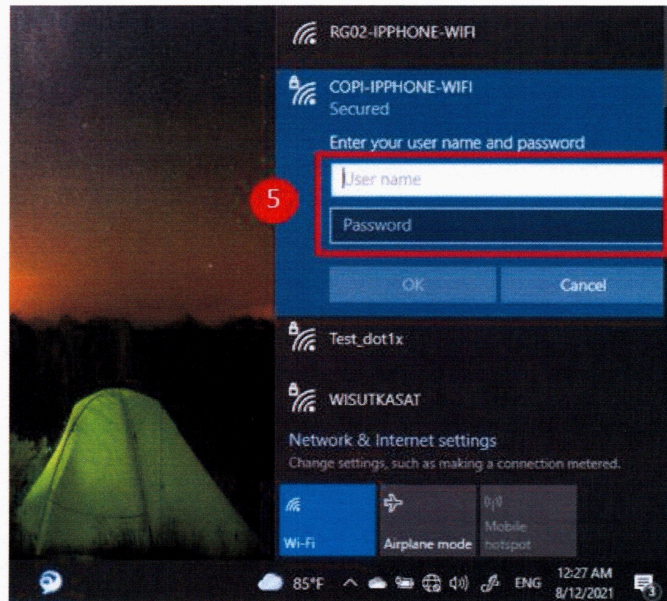 RG02-IPPHONE-WIFI
COPI-IPPHONE-WIFI
Secured
Enter your user name and password
User name
5
Password
OK
Cancel
Test_dot1x
WISUTKASAT
Network & Internet settings
Change settings, such as making a connection metered.
Wi-Fi
Airplane mode
Mobile
hotspot
85°F
ENG
12:27 AM
8/12/2021
3